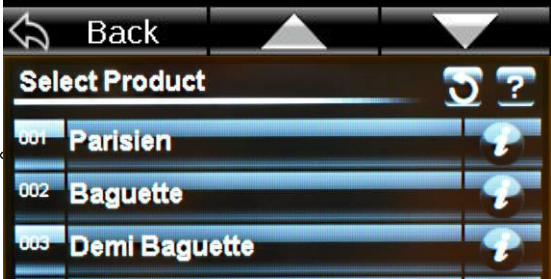 Back
Select Product
?
001 Parisien i
002 Baguette i
003 Demi Baguette i